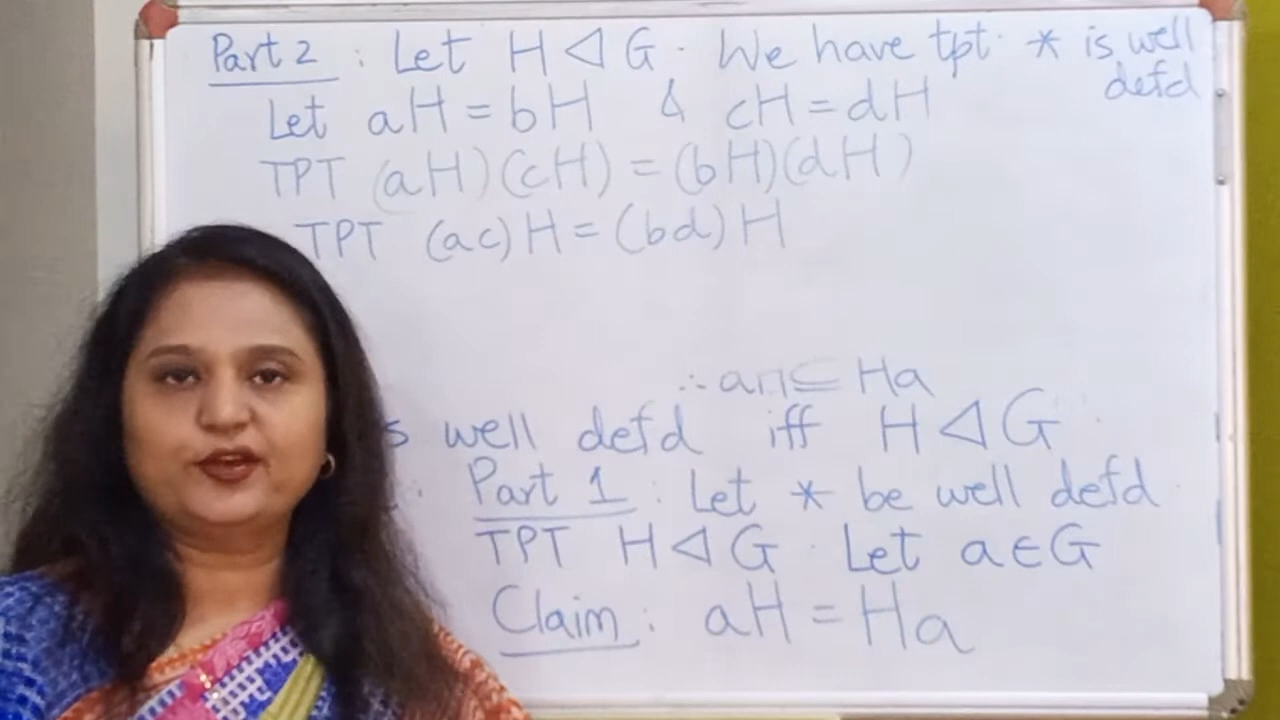 Part 2 : Let H ◁ G. We have tpt. * is well
defd
Let aH = bH & cH = dH
TPT (aH)(cH) = (bH)(dH)
TPT (ac)H = (bd)H
∴ aH ⊆ Ha
s well defd iff H ◁ G.
Part 1 : Let * be well defd.
TPT H ◁ G. Let a ∈ G
Claim : aH = Ha